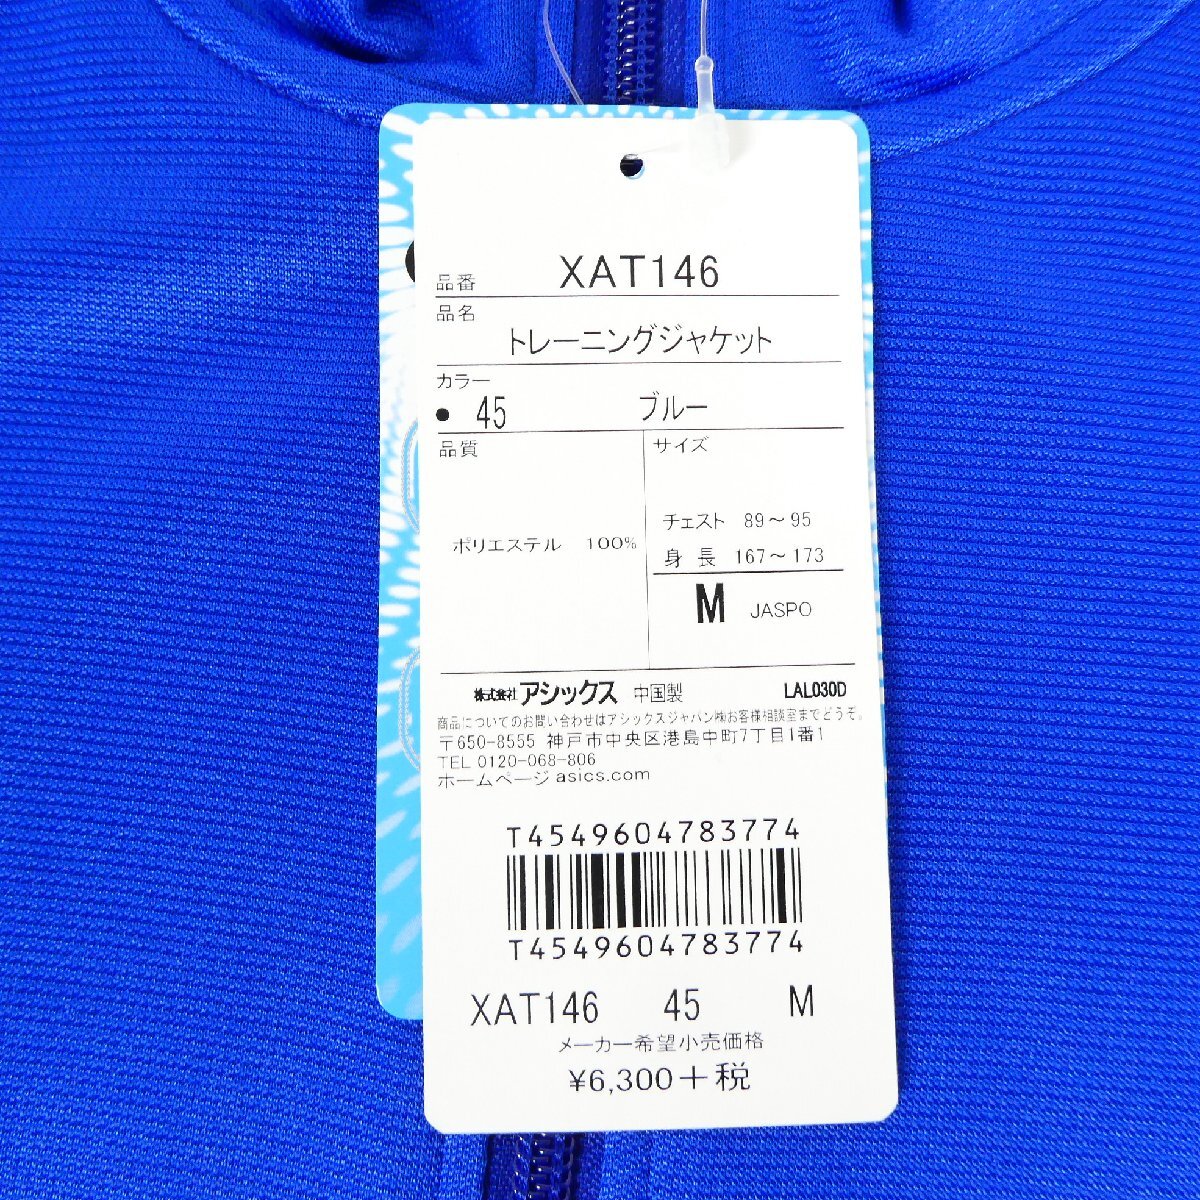 品番 XAT146
品名
トレーニングジャケット
カラー
• 45 ブルー
品質 サイズ
チェスト 89～95
ポリエステル 100%
身長 167～173
M JASPO
株式会社アシックス 中国製 LAL030D
商品についてのお問い合わせはアシックスジャパン㈱お客様相談室までどうぞ。
〒650-8555 神戸市中央区港島中町7丁目1番1
TEL 0120-068-806
ホームページ asics.com
T4549604783774
T4549604783774
XAT146 45 M
メーカー希望小売価格
¥6,300＋税